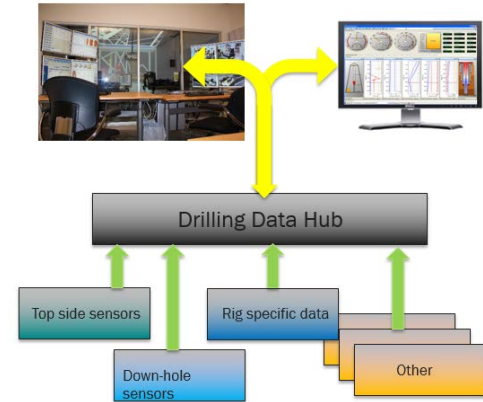 Drilling Data Hub
Top side sensors
Rig specific data
Down-hole
sensors
Other